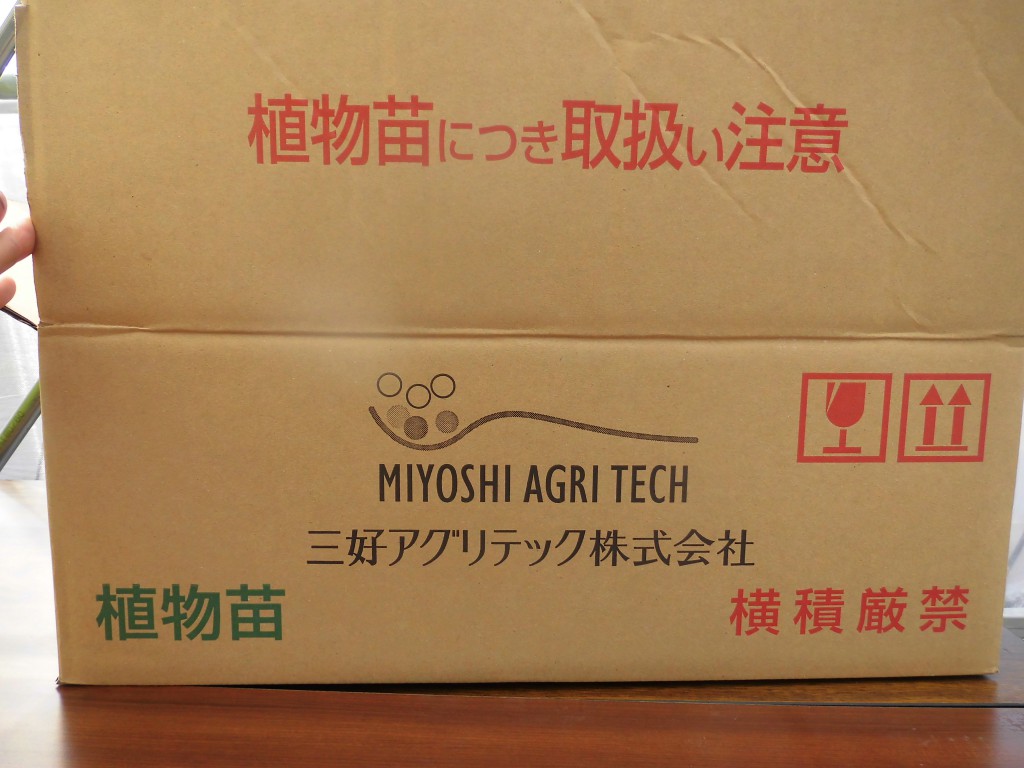 植物苗につき取扱い注意
MIYOSHI AGRI TECH
三好アグリテック株式会社
植物苗
横積厳禁